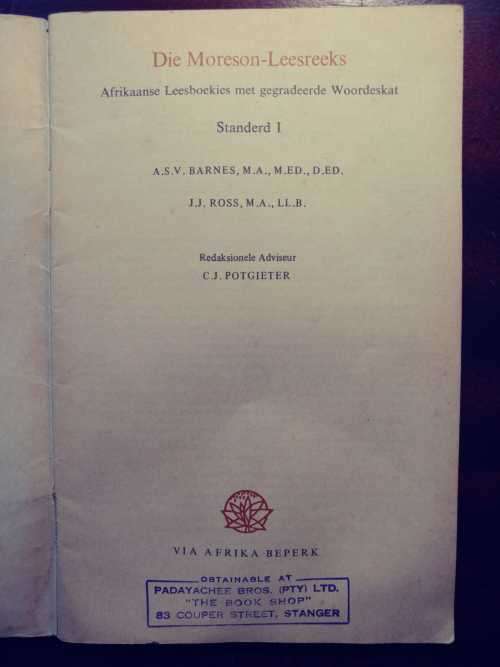 Die Moreson-Leesreeks
Afrikaanse Leesboekies met gegradeerde Woordeskat
Standerd I
A.S.V. BARNES, M.A., M.ED., D.ED.
J.J. ROSS, M.A., LL.B.
Redaksionele Adviseur
C.J. POTGIETER
VIA AFRIKA BEPERK
OBTAINABLE AT
PADAYACHEE BROS. (PTY) LTD.
"THE BOOK SHOP"
83 COUPER STREET, STANGER